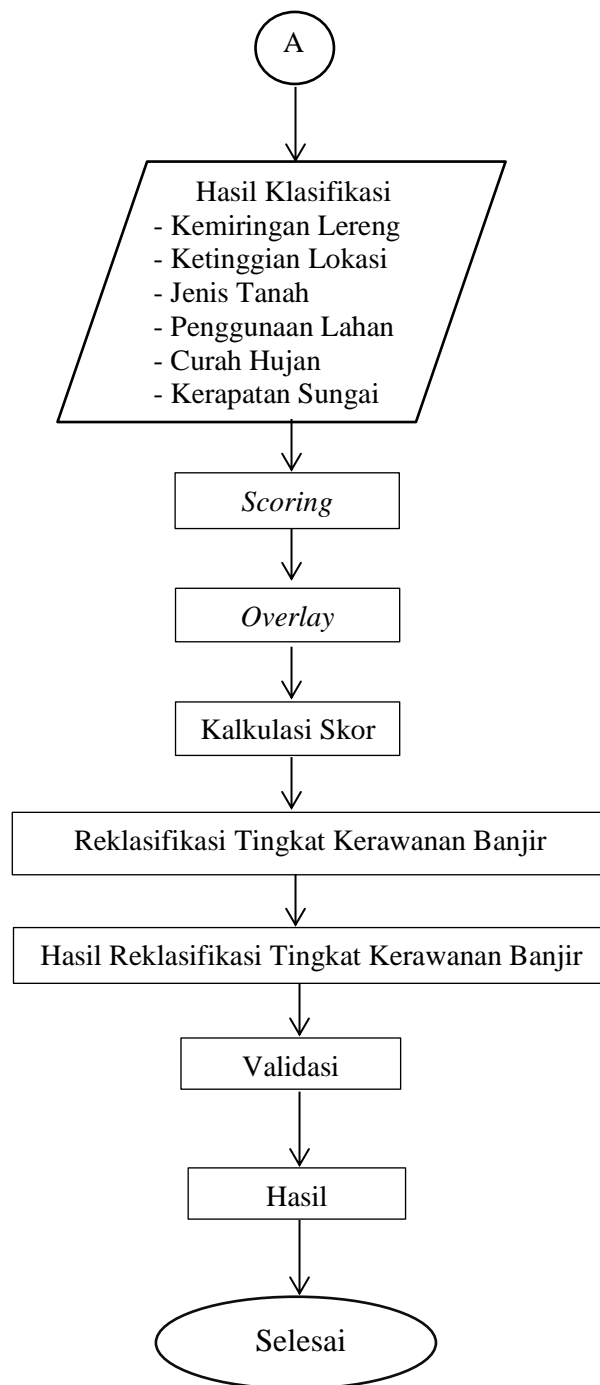 A
Hasil Klasifikasi
- Kemiringan Lereng
- Ketinggian Lokasi
- Jenis Tanah
- Penggunaan Lahan
- Curah Hujan
- Kerapatan Sungai
Scoring
Overlay
Kalkulasi Skor
Reklasifikasi Tingkat Kerawanan Banjir
Hasil Reklasifikasi Tingkat Kerawanan Banjir
Validasi
Hasil
Selesai